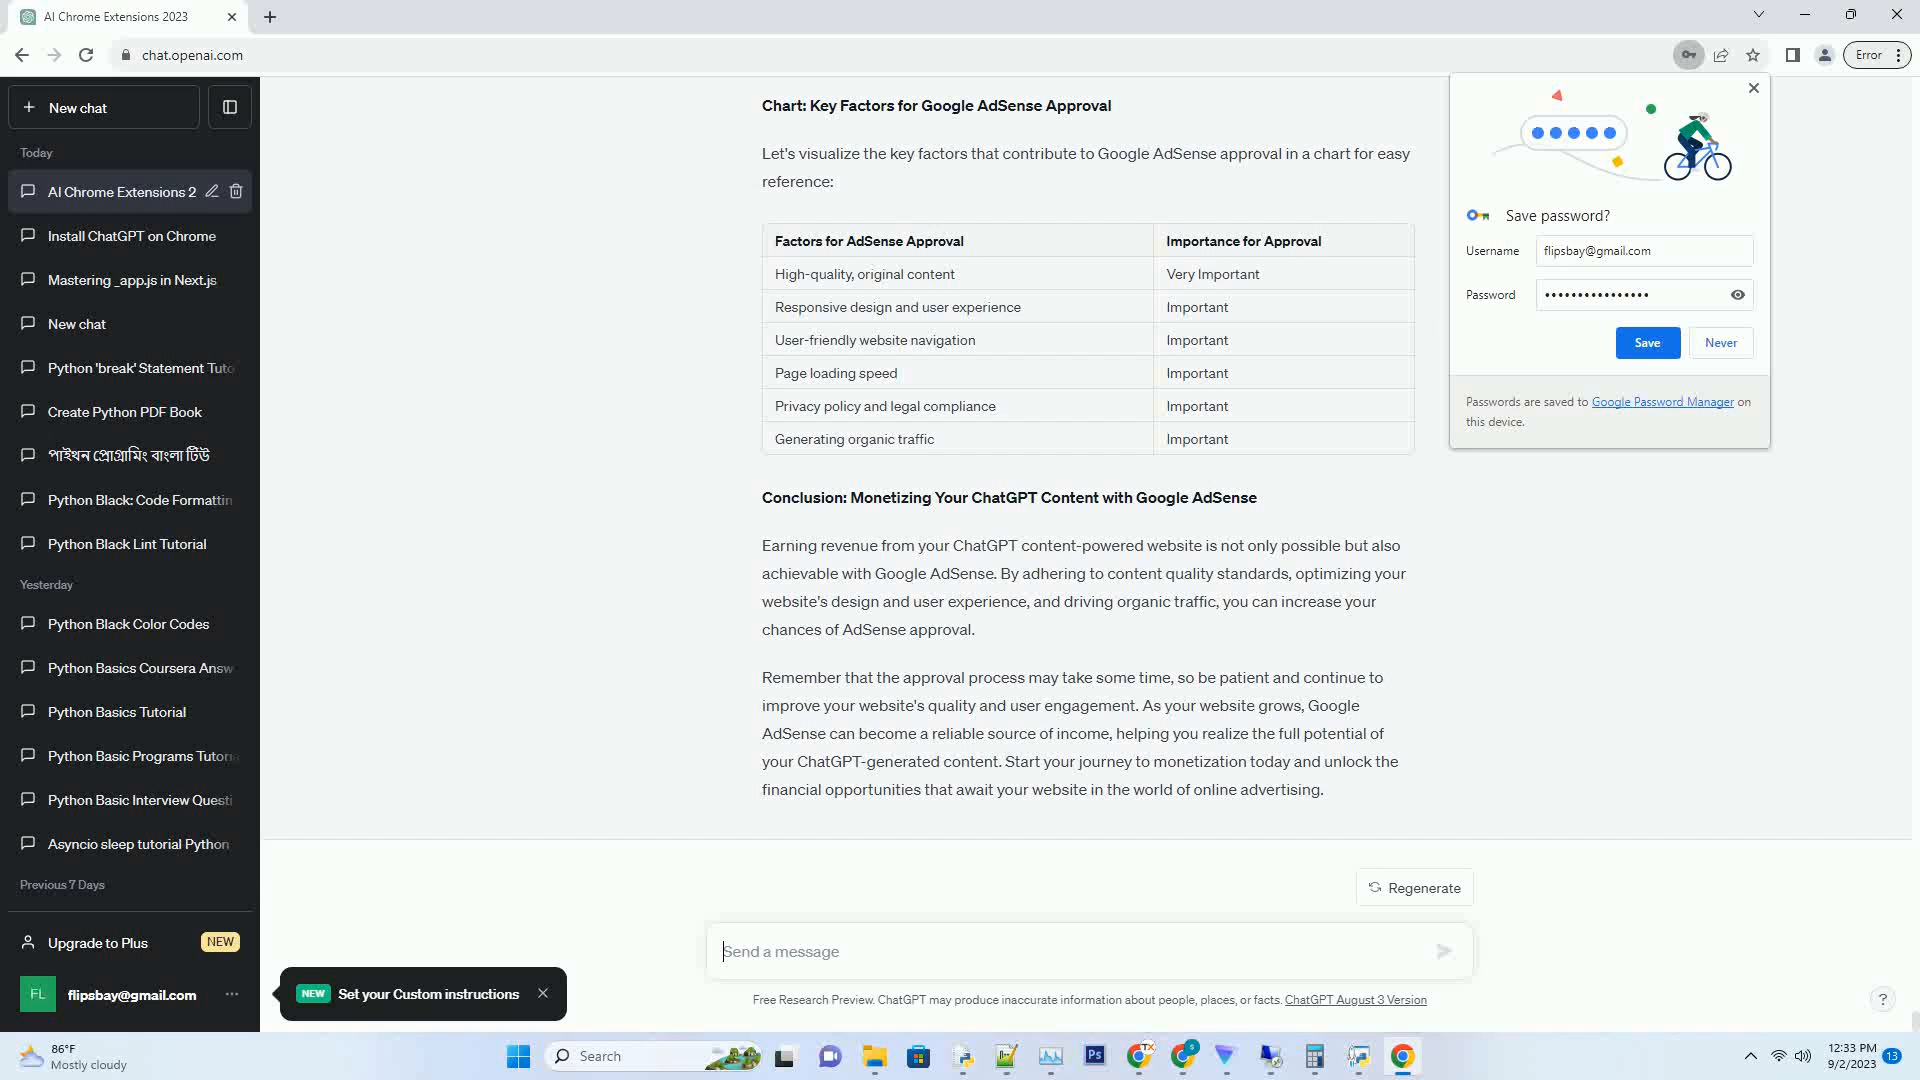 AI Chrome Extensions 2023
chat.openai.com
Error
New chat
Today
AI Chrome Extensions 2
Install ChatGPT on Chrome
Mastering _app.js in Next.js
New chat
Python 'break' Statement Tuto
Create Python PDF Book
পাইথন প্রোগ্রামিং বাংলা টিউ
Python Black: Code Formattin
Python Black Lint Tutorial
Yesterday
Python Black Color Codes
Python Basics Coursera Answ
Python Basics Tutorial
Python Basic Programs Tutori
Python Basic Interview Questi
Asyncio sleep tutorial Python
Previous 7 Days
Upgrade to Plus
NEW
FL
flipsbay@gmail.com
Chart: Key Factors for Google AdSense Approval
Let's visualize the key factors that contribute to Google AdSense approval in a chart for easy
reference:
Factors for AdSense Approval Importance for Approval
High-quality, original content Very Important
Responsive design and user experience Important
User-friendly website navigation Important
Page loading speed Important
Privacy policy and legal compliance Important
Generating organic traffic Important
Conclusion: Monetizing Your ChatGPT Content with Google AdSense
Earning revenue from your ChatGPT content-powered website is not only possible but also
achievable with Google AdSense. By adhering to content quality standards, optimizing your
website's design and user experience, and driving organic traffic, you can increase your
chances of AdSense approval.
Remember that the approval process may take some time, so be patient and continue to
improve your website's quality and user engagement. As your website grows, Google
AdSense can become a reliable source of income, helping you realize the full potential of
your ChatGPT-generated content. Start your journey to monetization today and unlock the
financial opportunities that await your website in the world of online advertising.
Save password?
Username flipsbay@gmail.com
Password ••••••••••••••••
Save
Never
Passwords are saved to Google Password Manager on
this device.
Regenerate
Send a message
NEW Set your Custom instructions
Free Research Preview. ChatGPT may produce inaccurate information about people, places, or facts. ChatGPT August 3 Version
?
86°F
Mostly cloudy
Search
Ps
TX
S
12:33 PM
9/2/2023
13